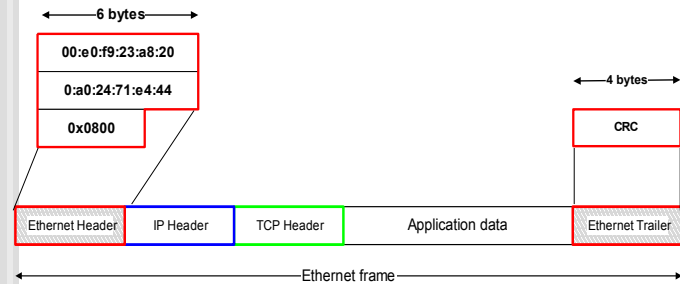 6 bytes
00:e0:f9:23:a8:20
0:a0:24:71:e4:44
4 bytes
0x0800
CRC
Ethernet Header IP Header TCP Header Application data Ethernet Trailer
Ethernet frame